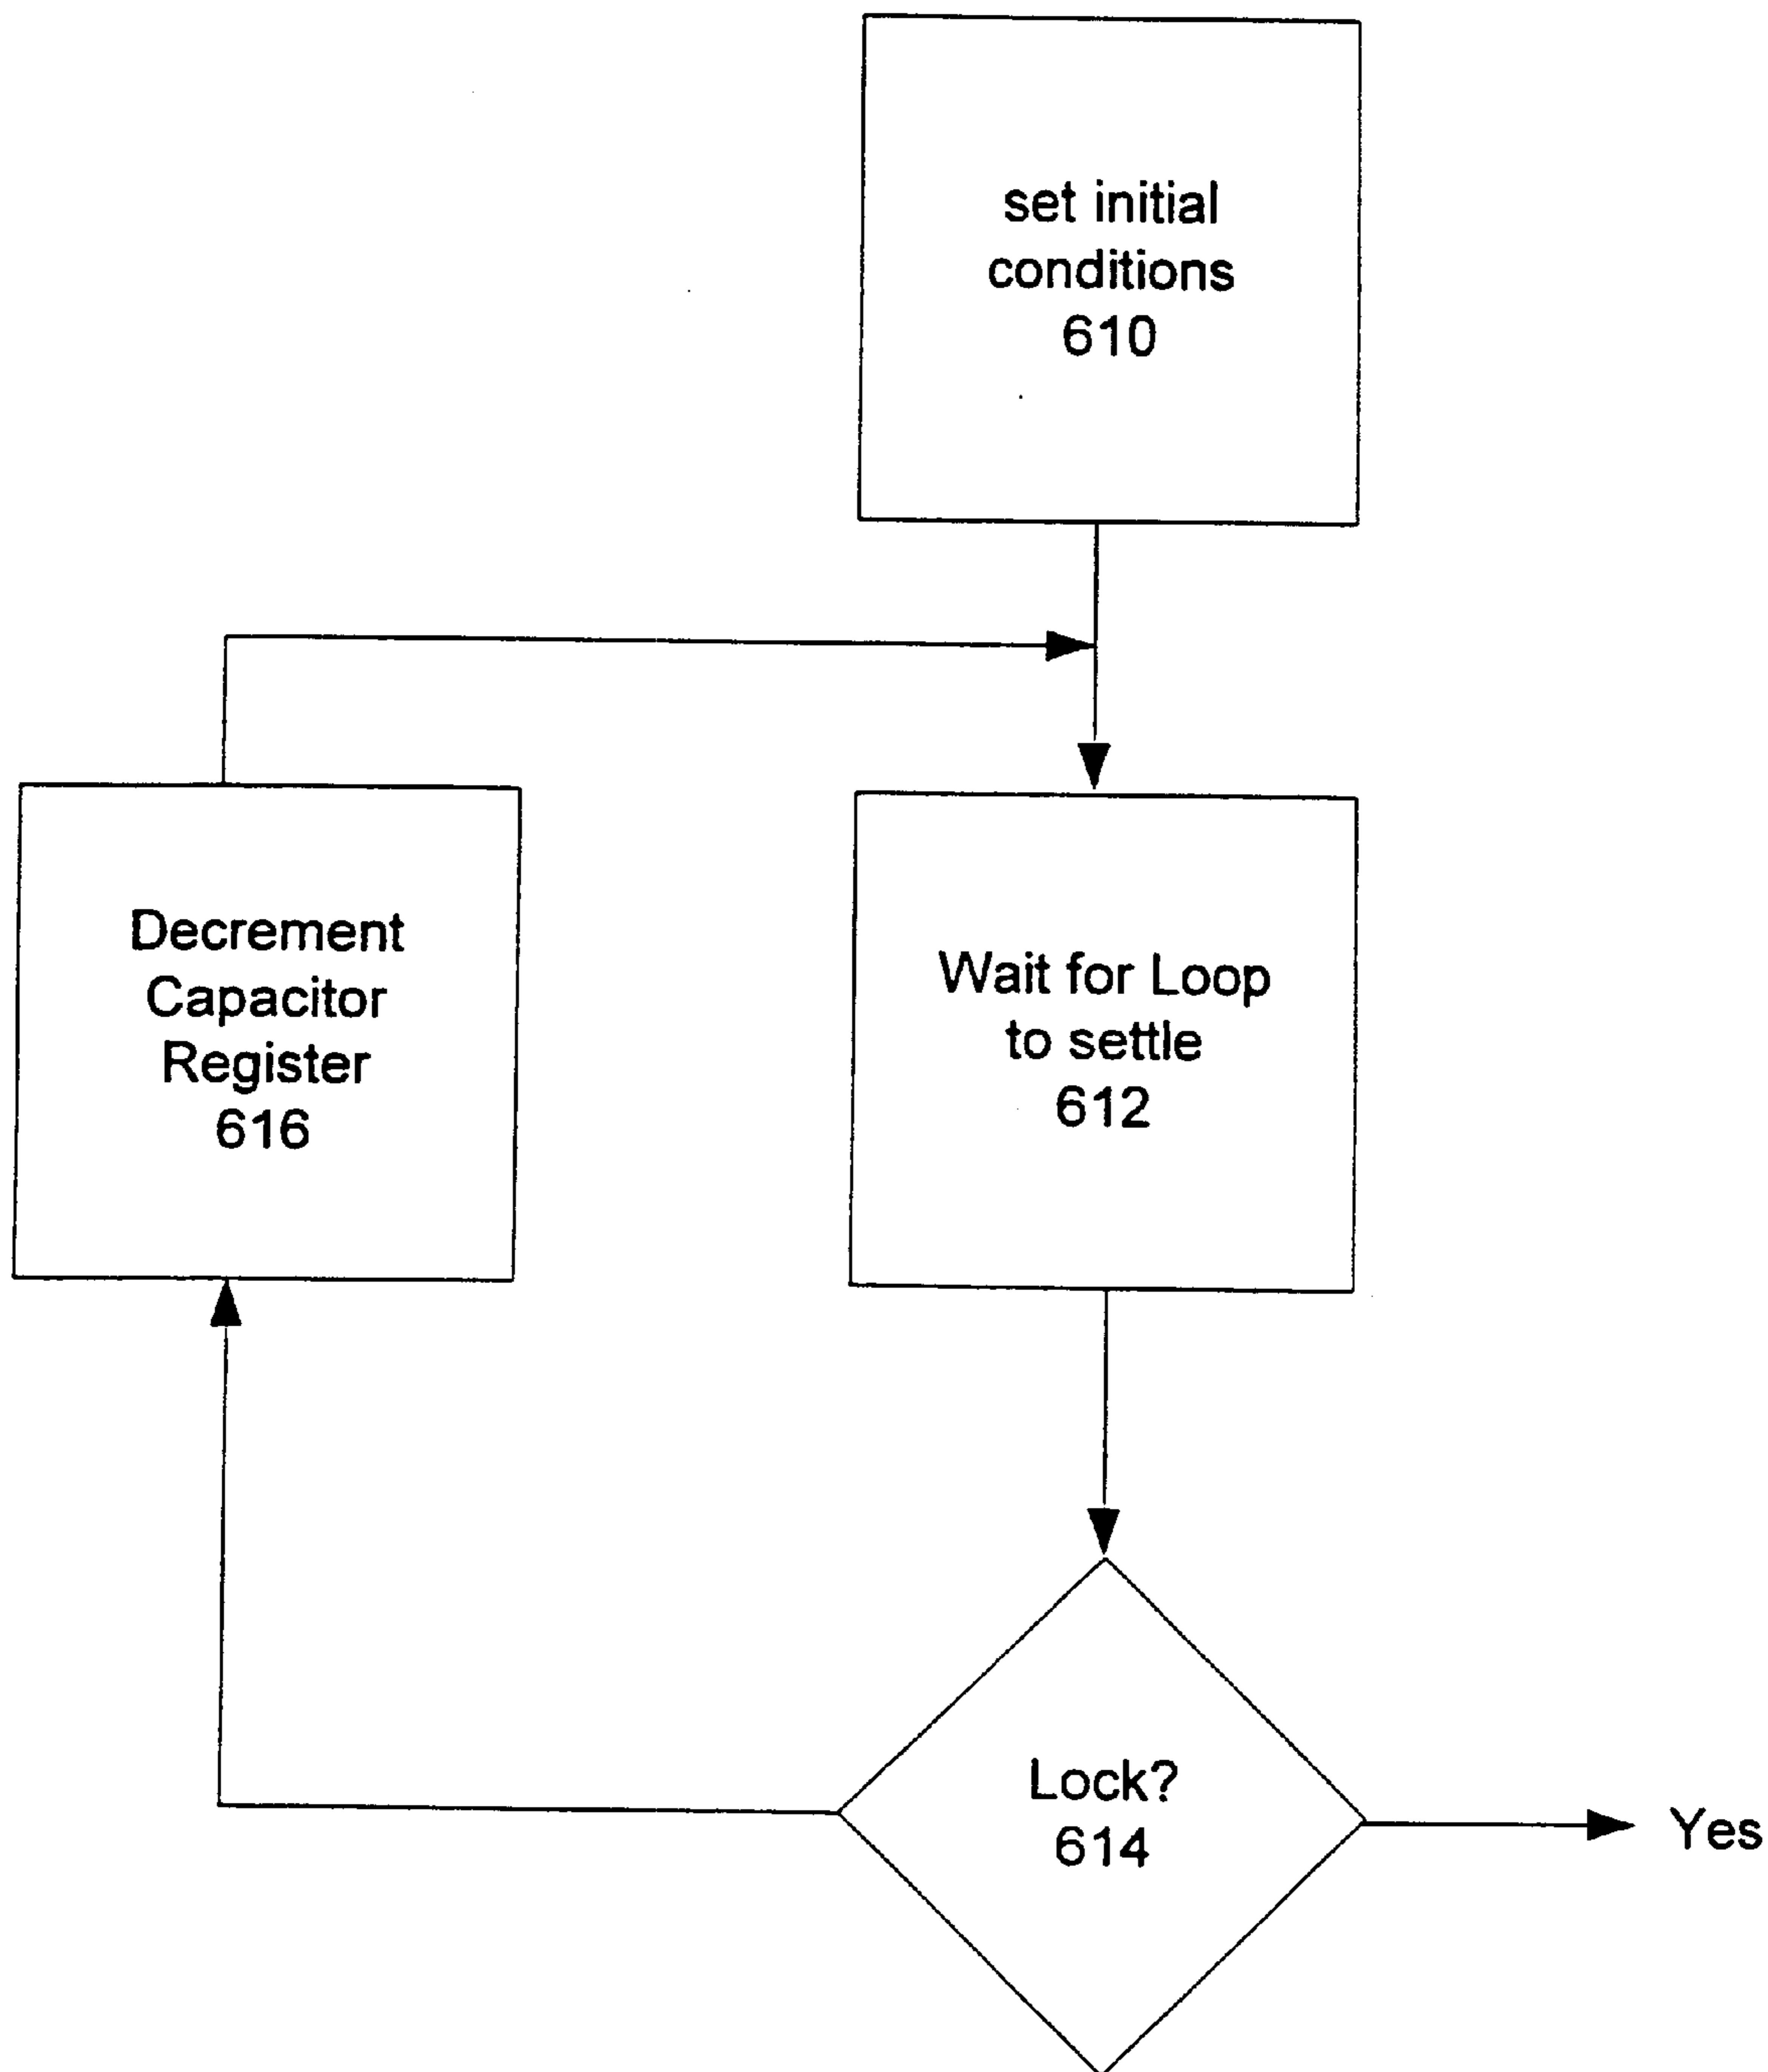 set initial
conditions
610
Decrement
Capacitor
Register
616
Wait for Loop
to settle
612
Lock?
614
Yes